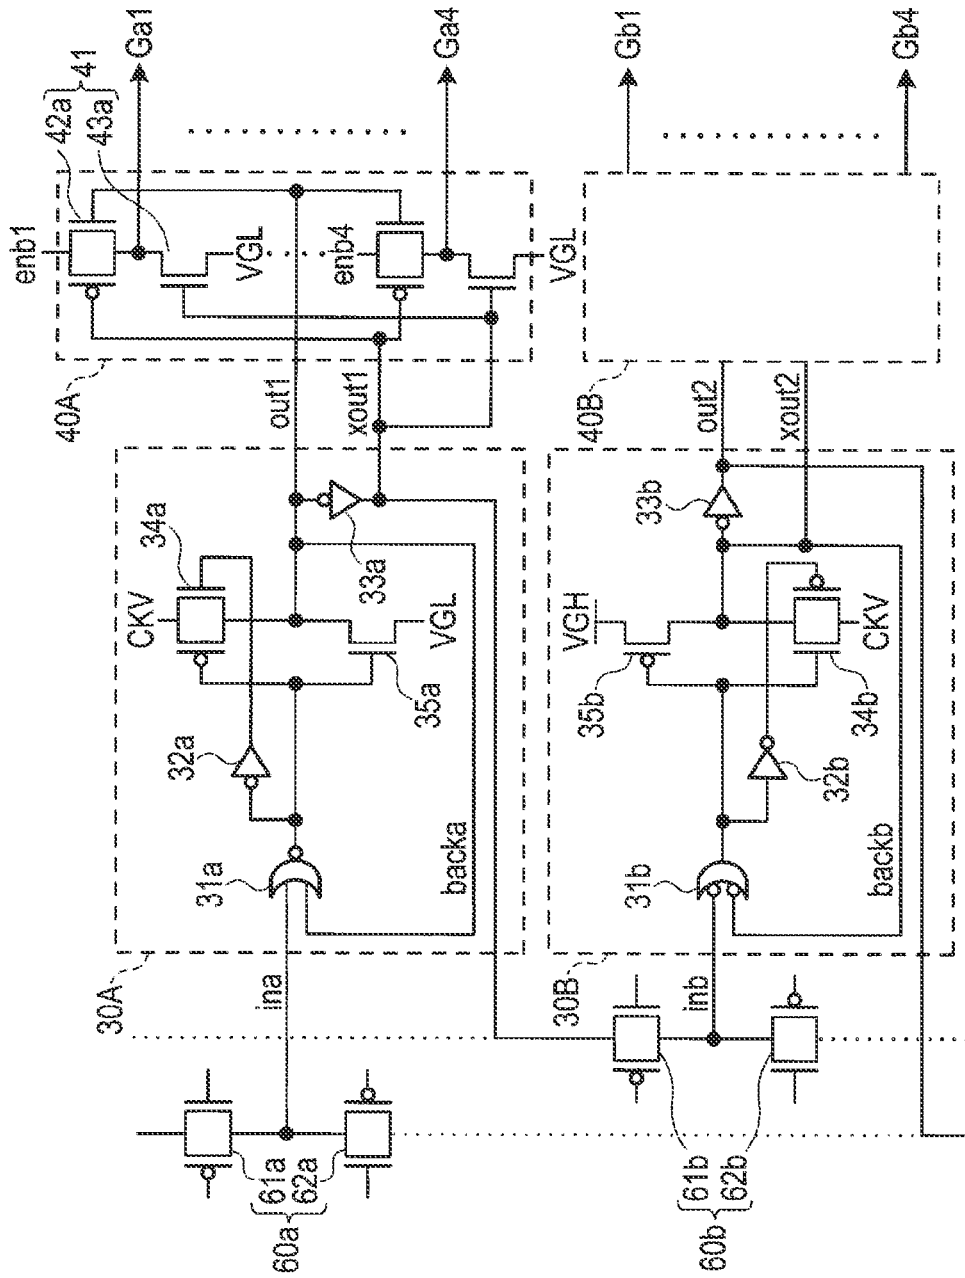 enb1
42a
43a
41
Ga1
VGL
enb4
Ga4
VGL
40A
out1
xout1
CKV
34a
33a
32a
35a
VGL
31a
backa
30A
ina
61a
62a
60a
Gb1
Gb4
40B
out2
xout2
33b
VGH
35b
34b
CKV
32b
31b
backb
30B
inb
61b
62b
60b